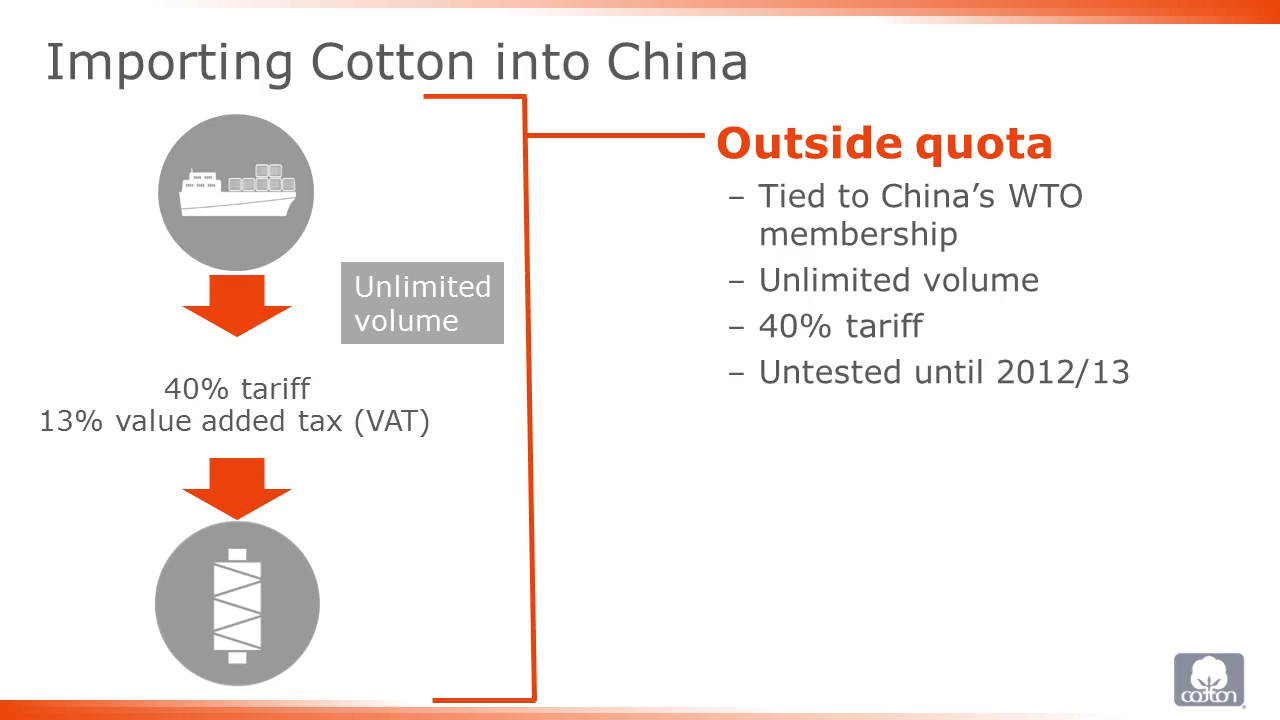 Importing Cotton into China
Unlimited
volume
40% tariff
13% value added tax (VAT)
Outside quota
– Tied to China’s WTO
membership
– Unlimited volume
– 40% tariff
– Untested until 2012/13
cotton